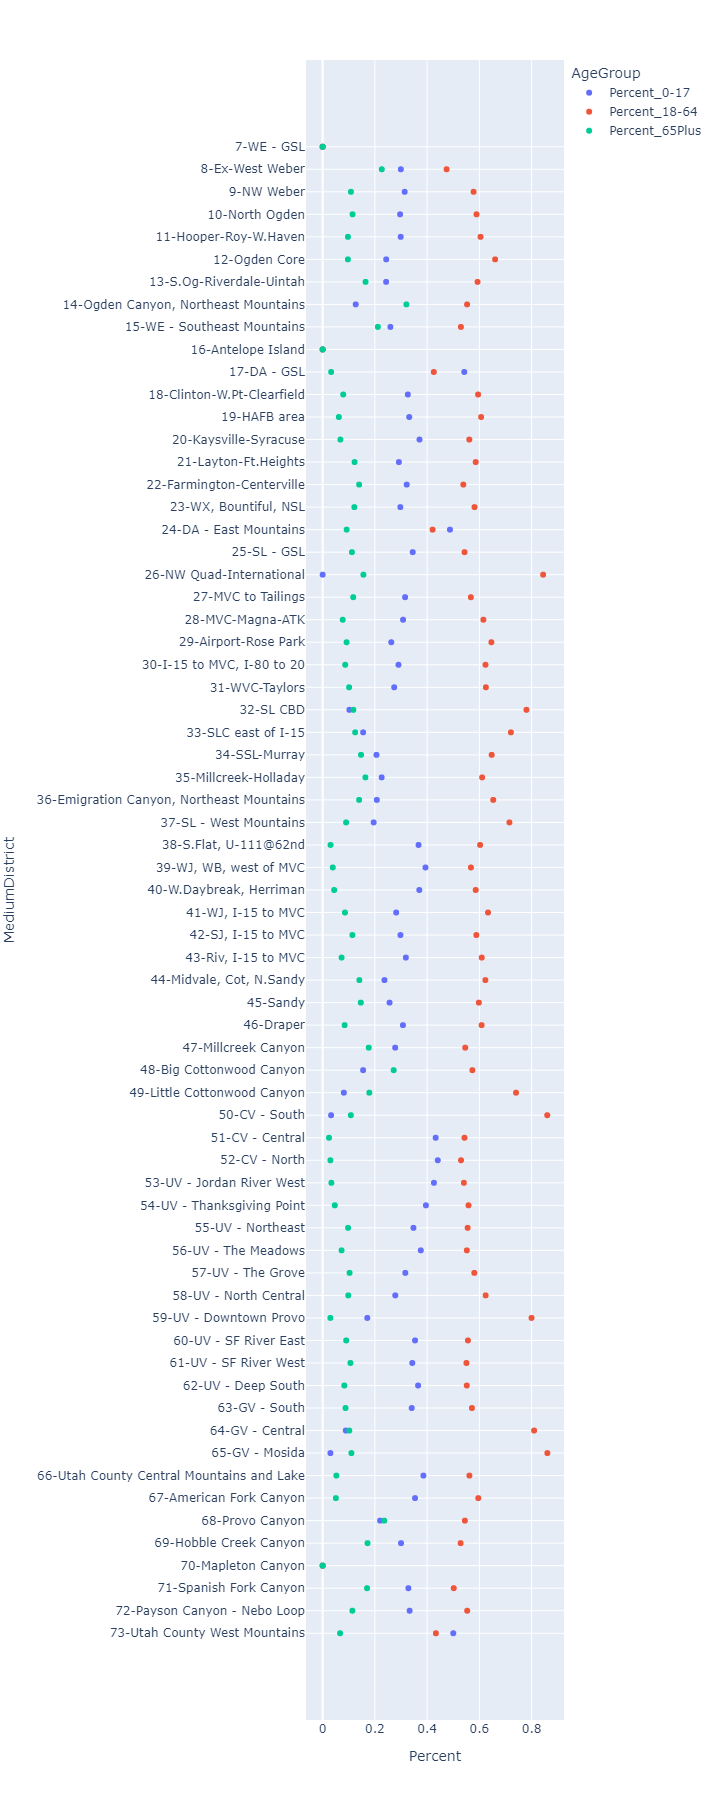 AgeGroup
Percent_0-17
Percent_18-64
Percent_65Plus
7-WE - GSL
8-Ex-West Weber
9-NW Weber
10-North Ogden
11-Hooper-Roy-W.Haven
12-Ogden Core
13-S.Og-Riverdale-Uintah
14-Ogden Canyon, Northeast Mountains
15-WE - Southeast Mountains
16-Antelope Island
17-DA - GSL
18-Clinton-W.Pt-Clearfield
19-HAFB area
20-Kaysville-Syracuse
21-Layton-Ft.Heights
22-Farmington-Centerville
23-WX, Bountiful, NSL
24-DA - East Mountains
25-SL - GSL
26-NW Quad-International
27-MVC to Tailings
28-MVC-Magna-ATK
29-Airport-Rose Park
30-I-15 to MVC, I-80 to 20
31-WVC-Taylors
32-SL CBD
33-SLC east of I-15
34-SSL-Murray
35-Millcreek-Holladay
36-Emigration Canyon, Northeast Mountains
37-SL - West Mountains
38-S.Flat, U-111@62nd
39-WJ, WB, west of MVC
40-W.Daybreak, Herriman
41-WJ, I-15 to MVC
42-SJ, I-15 to MVC
43-Riv, I-15 to MVC
44-Midvale, Cot, N.Sandy
45-Sandy
46-Draper
47-Millcreek Canyon
48-Big Cottonwood Canyon
49-Little Cottonwood Canyon
50-CV - South
51-CV - Central
52-CV - North
53-UV - Jordan River West
54-UV - Thanksgiving Point
55-UV - Northeast
56-UV - The Meadows
57-UV - The Grove
58-UV - North Central
59-UV - Downtown Provo
60-UV - SF River East
61-UV - SF River West
62-UV - Deep South
63-GV - South
64-GV - Central
65-GV - Mosida
66-Utah County Central Mountains and Lake
67-American Fork Canyon
68-Provo Canyon
69-Hobble Creek Canyon
70-Mapleton Canyon
71-Spanish Fork Canyon
72-Payson Canyon - Nebo Loop
73-Utah County West Mountains
MediumDistrict
0 0.2 0.4 0.6 0.8
Percent